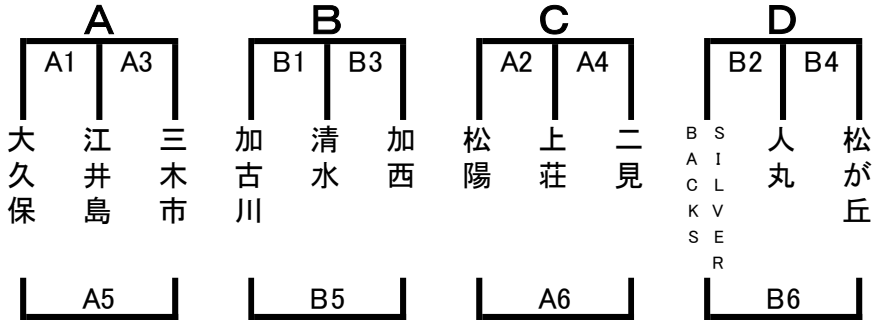 A
B
C
D
A1 A3
B1 B3
A2 A4
B2 B4
大久保
江井島
三木市
加古川
清水
加西
松陽
上荘
二見
SILVER
BACKS
人丸
松が丘
A5
B5
A6
B6